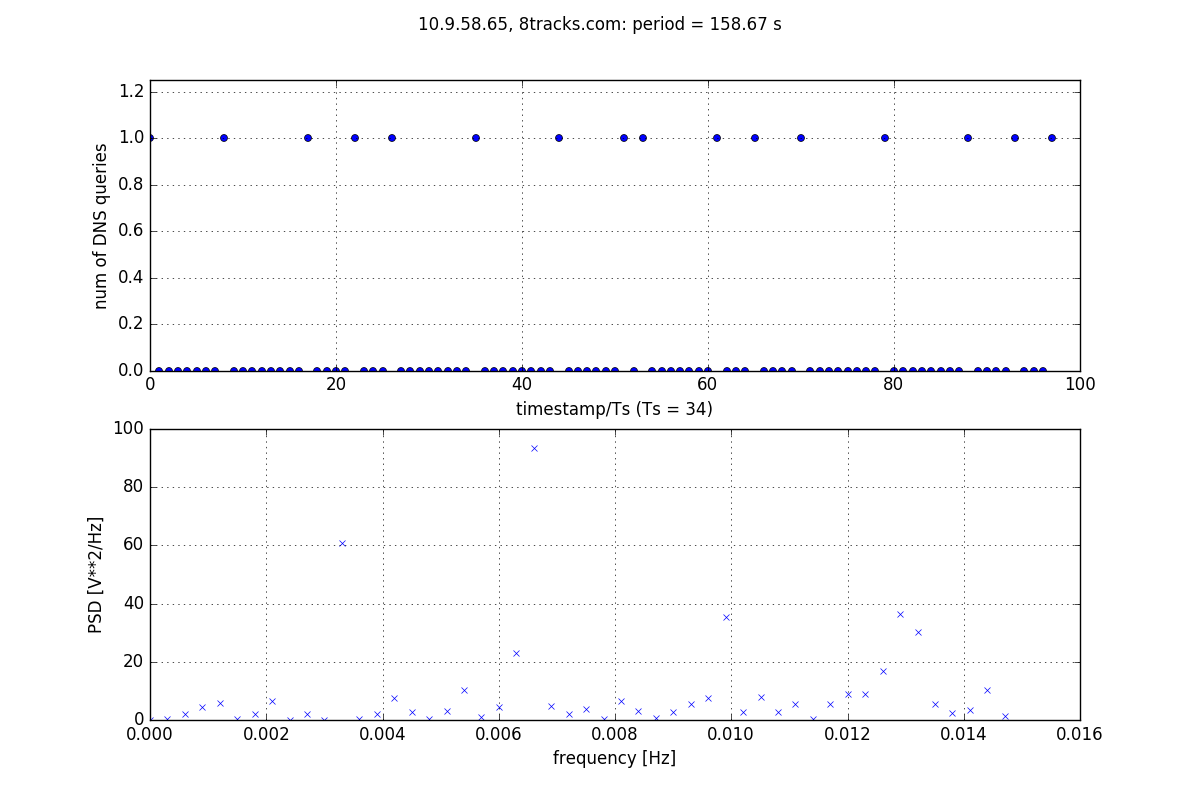 10.9.58.65, 8tracks.com: period = 158.67 s
1.2
1.0
0.8
0.6
0.4
0.2
0.0
num of DNS queries
0 20 40 60 80 100
timestamp/Ts (Ts = 34)
100
80
60
40
20
0
PSD [V**2/Hz]
0.000 0.002 0.004 0.006 0.008 0.010 0.012 0.014 0.016
frequency [Hz]